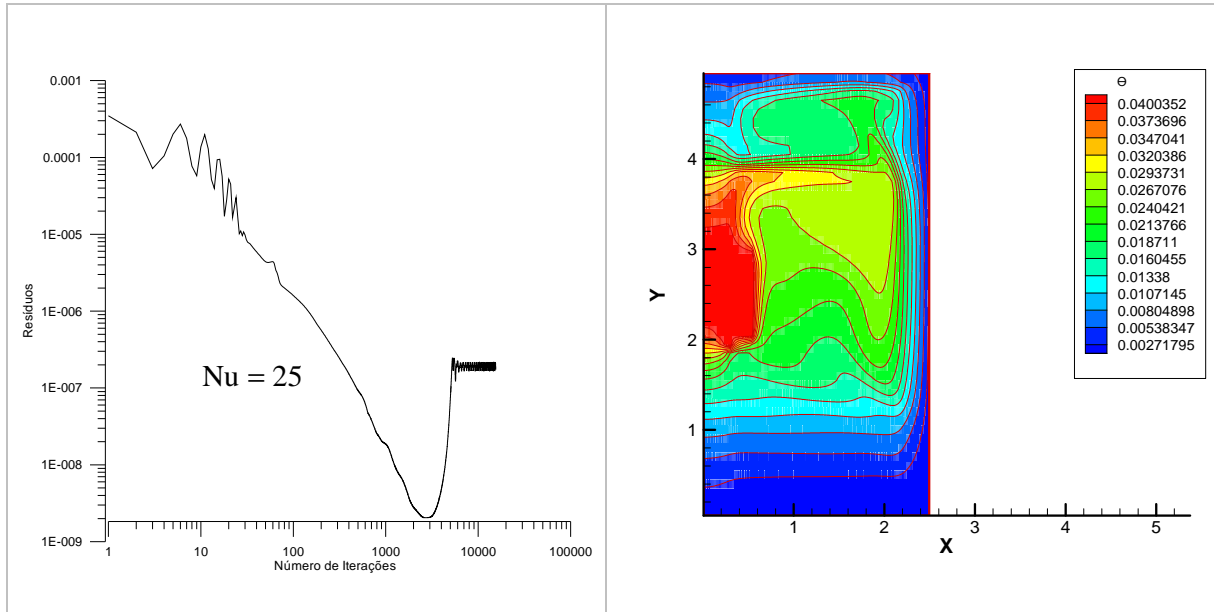 0.001
0.0001
1E-005
1E-006
1E-007
1E-008
1E-009
Resíduos
Nu = 25
1
10
100
1000
10000
100000
Número de Iterações
Y
4
3
2
1
1
2
3
4
5
X
Ɵ
0.0400352
0.0373696
0.0347041
0.0320386
0.0293731
0.0267076
0.0240421
0.0213766
0.018711
0.0160455
0.01338
0.0107145
0.00804898
0.00538347
0.00271795